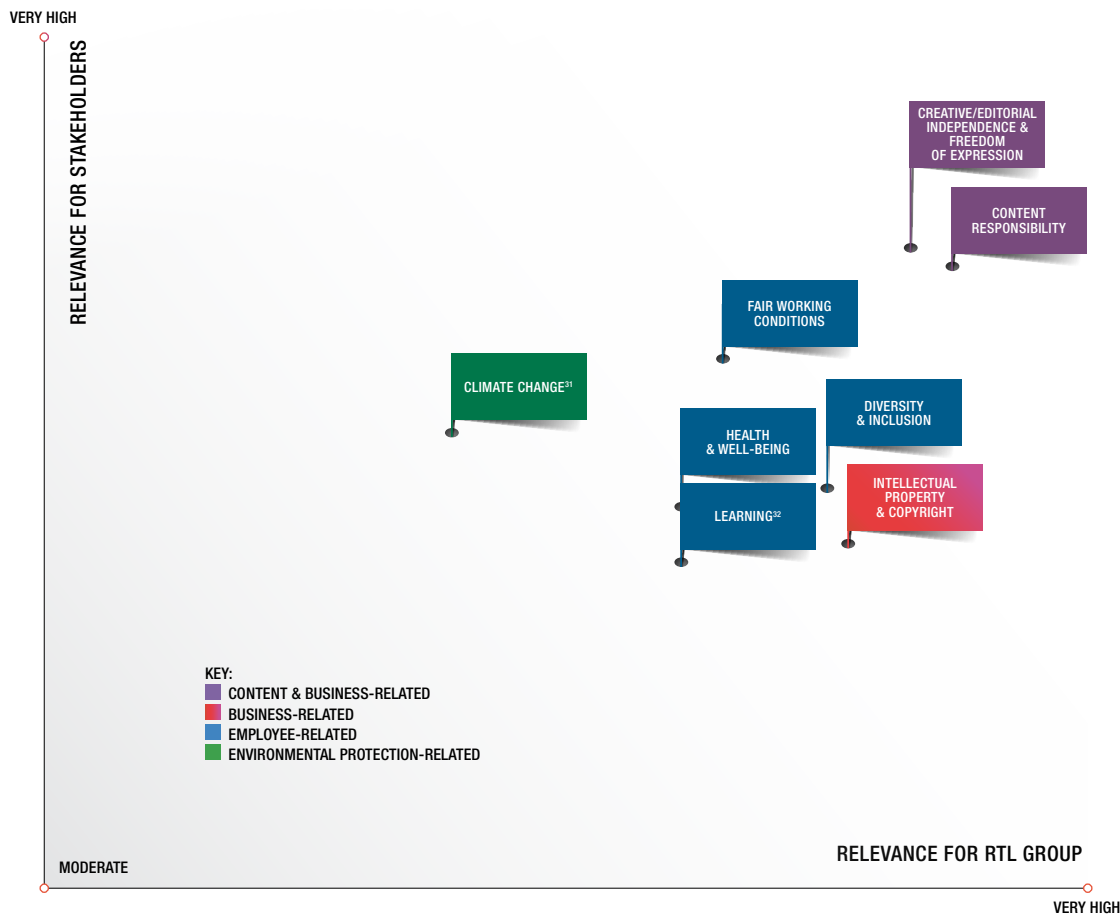 VERY HIGH
RELEVANCE FOR STAKEHOLDERS
CREATIVE/EDITORIAL
INDEPENDENCE &
FREEDOM
OF EXPRESSION
CONTENT
RESPONSIBILITY
FAIR WORKING
CONDITIONS
CLIMATE CHANGE³¹
DIVERSITY
& INCLUSION
HEALTH
& WELL-BEING
INTELLECTUAL
PROPERTY
& COPYRIGHT
LEARNING³²
KEY:
CONTENT & BUSINESS-RELATED
BUSINESS-RELATED
EMPLOYEE-RELATED
ENVIRONMENTAL PROTECTION-RELATED
RELEVANCE FOR RTL GROUP
MODERATE
VERY HIGH